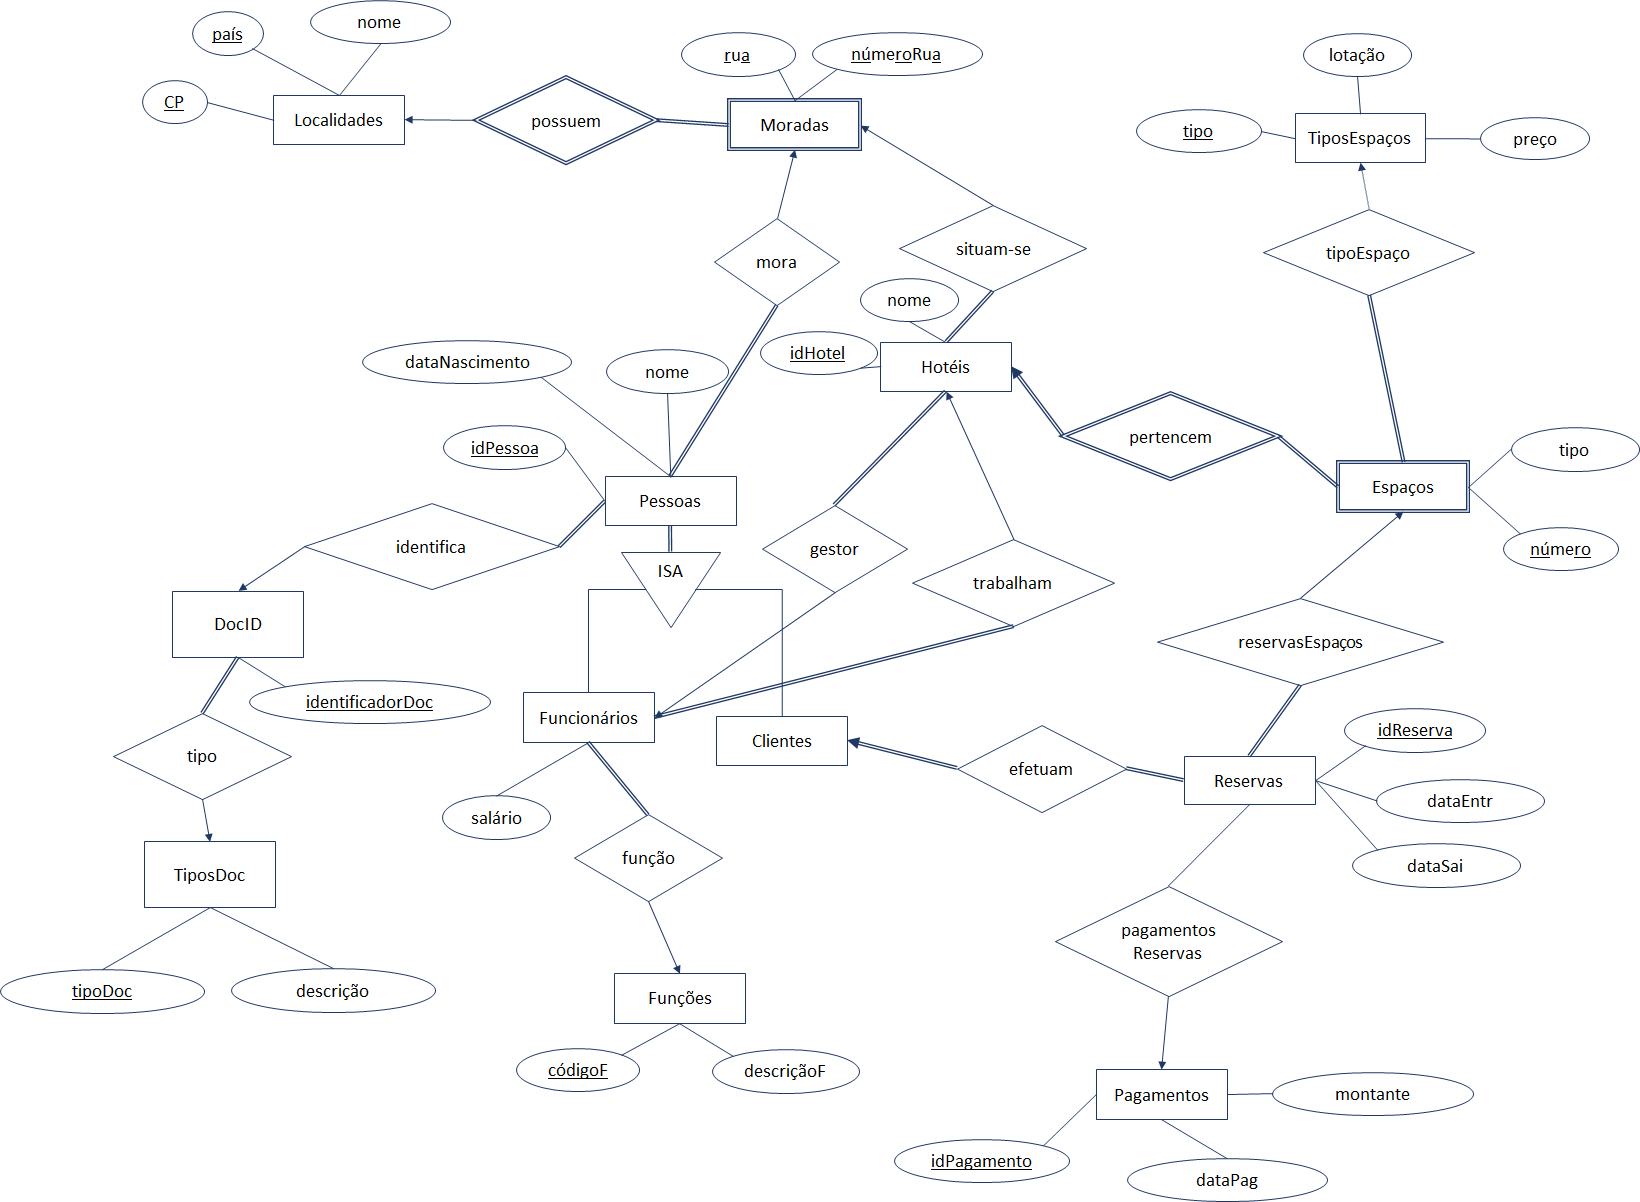 nome
país
CP
Localidades
possuem
rua
númeroRua
Moradas
lotação
tipo
TiposEspaços
preço
mora
situam-se
tipoEspaço
nome
idHotel
Hotéis
dataNascimento
nome
idPessoa
pertencem
tipo
Pessoas
Espaços
número
identifica
gestor
ISA
trabalham
DocID
reservasEspaços
identificadorDoc
Funcionários
Clientes
tipo
efetuam
idReserva
Reservas
dataEntr
salário
função
dataSai
TiposDoc
pagamentos
Reservas
tipoDoc
descrição
Funções
códigoF
descriçãoF
Pagamentos
montante
idPagamento
dataPag